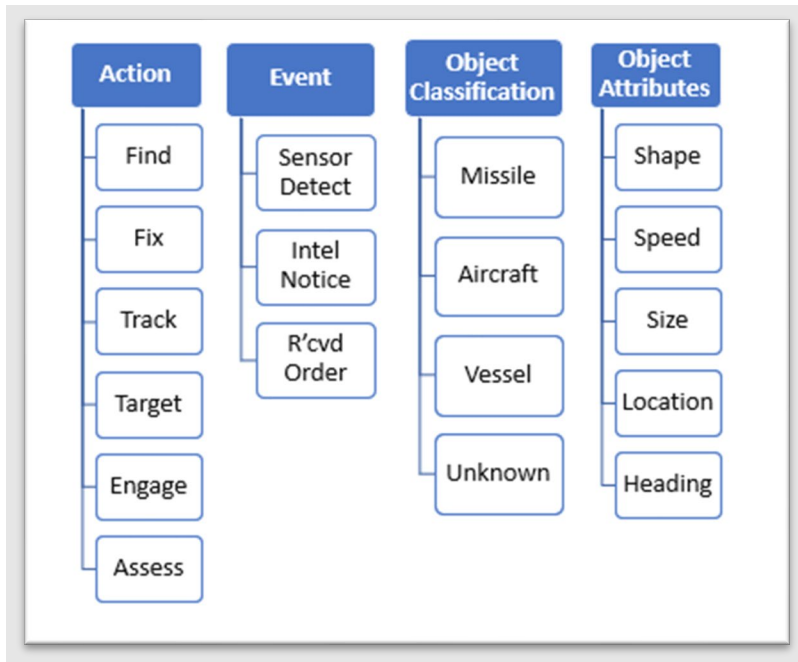 Action
Find
Fix
Track
Target
Engage
Assess
Event
Sensor
Detect
Intel
Notice
R'cvd
Order
Object
Classification
Missile
Aircraft
Vessel
Unknown
Object
Attributes
Shape
Speed
Size
Location
Heading